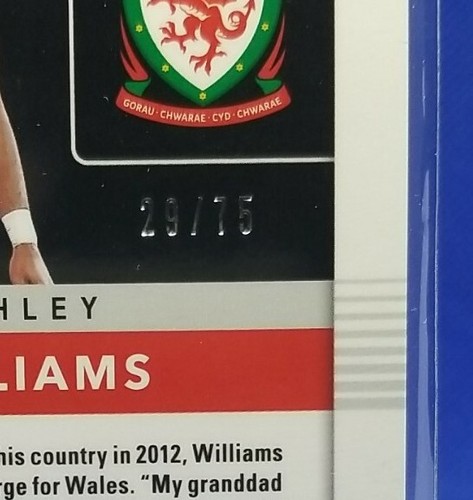 GORAU · CHWARAE · CYD · CHWARAE
29/75
HLEY
LIAMS
his country in 2012, Williams
rge for Wales. “My granddad